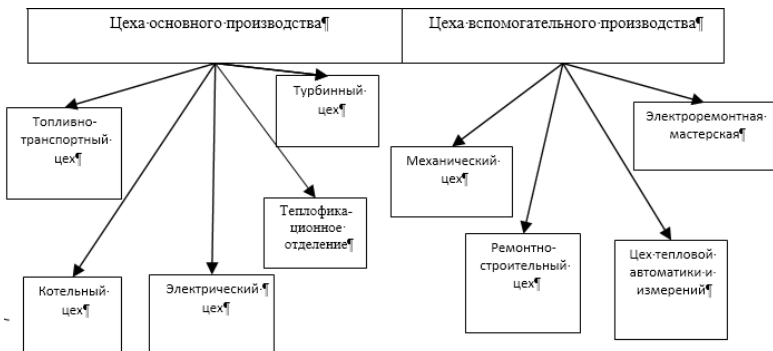 Цеха·основного·производства¶
Цеха·вспомогательного·производства¶
Турбинный·
цех¶
Топливно-
транспортный·
цех¶
Электроремонтная·
мастерская¶
Механический·
цех¶
Теплофика-
ционное·
отделение¶
Ремонтно-
строительный·
цех¶
Цех·тепловой·
автоматики·и·
измерений¶
Котельный·
цех¶
Электрический·¶
цех¶